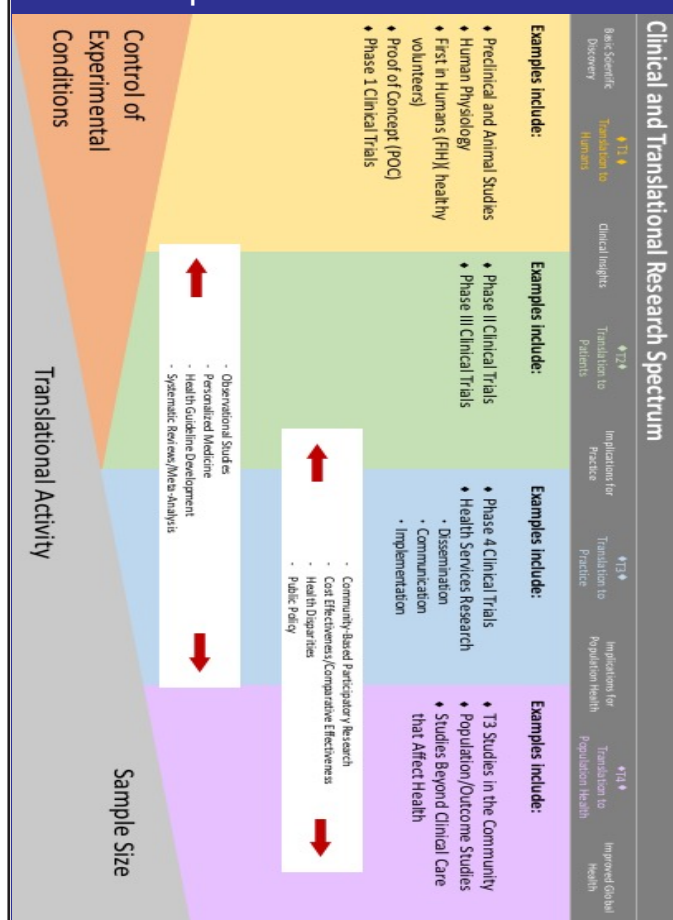 Clinical and Translational Research Spectrum
Basic Scientific
Discovery
♦ T1 ♦
Translation to
Humans
Clinical Insights
♦T2♦
Translation to
Patients
Implications for
Practice
♦T3♦
Translation to
Practice
Implications for
Population Health
♦T4♦
Translation to
Population Health
Improved Global
Health
Examples include:
♦ Preclinical and Animal Studies
♦ Human Physiology
♦ First in Humans (FIH)( healthy
volunteers)
♦ Proof of Concept (POC)
♦ Phase 1 Clinical Trials
Examples include:
♦ Phase II Clinical Trials
♦ Phase III Clinical Trials
Examples include:
♦ Phase 4 Clinical Trials
♦ Health Services Research
• Dissemination
• Communication
• Implementation
Examples include:
♦ T3 Studies in the Community
♦ Population/Outcome Studies
♦ Studies Beyond Clinical Care
that Affect Health
- Community-Based Participatory Research
- Cost Effectiveness/Comparative Effectiveness
- Health Disparities
- Public Policy
- Observational Studies
- Personalized Medicine
- Health Guideline Development
- Systematic Reviews/Meta-Analysis
Control of
Experimental
Conditions
Translational Activity
Sample Size